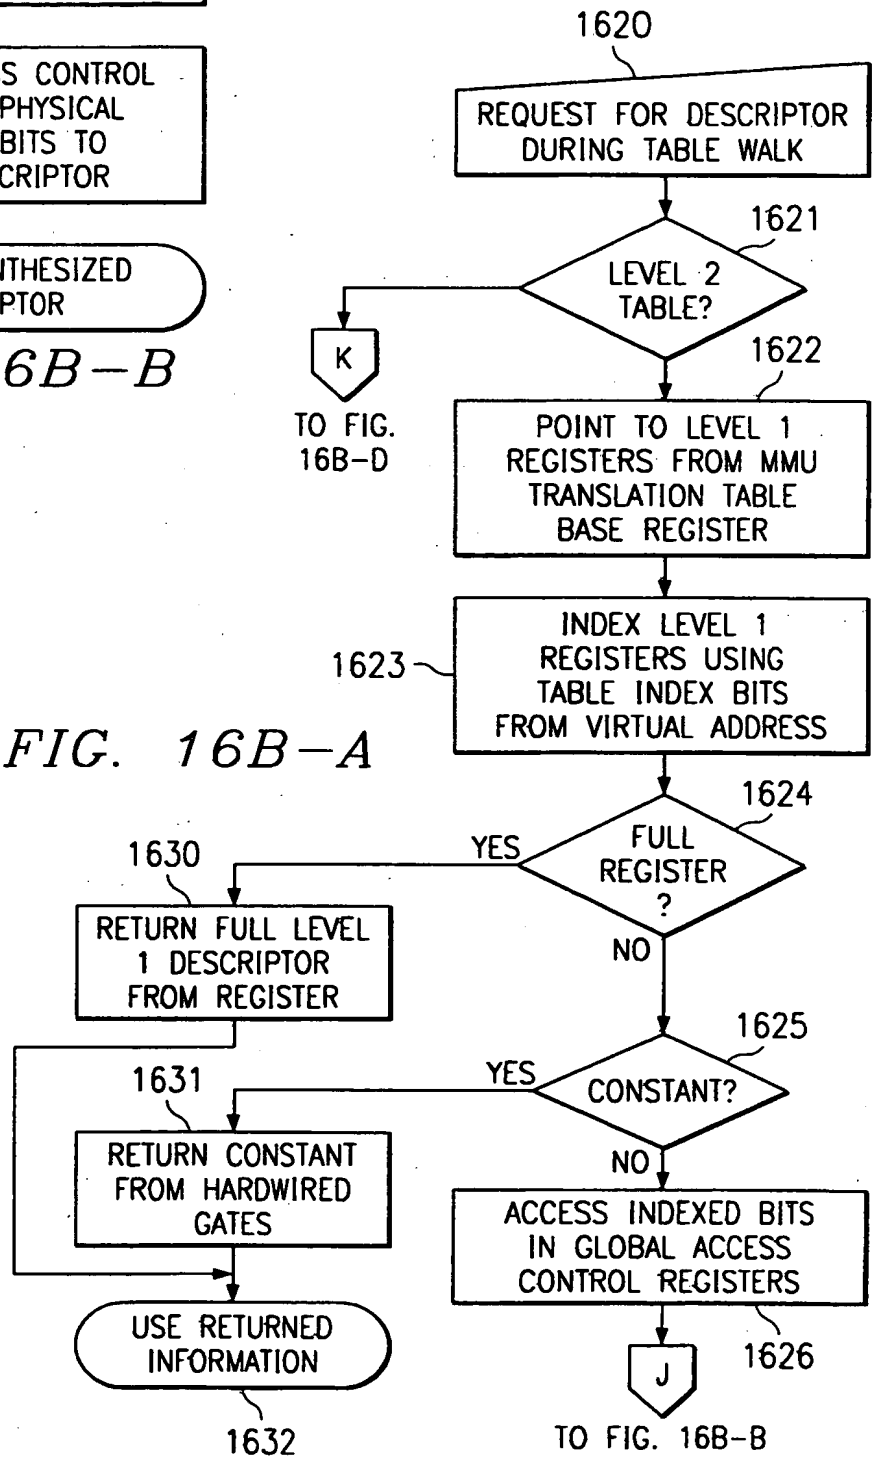 S CONTROL
PHYSICAL
BITS TO
CRIPTOR
NTHESIZED
PTOR
6B-B
1620
REQUEST FOR DESCRIPTOR
DURING TABLE WALK
1621
LEVEL 2
TABLE?
K
TO FIG.
16B-D
1622
POINT TO LEVEL 1
REGISTERS FROM MMU
TRANSLATION TABLE
BASE REGISTER
1623
INDEX LEVEL 1
REGISTERS USING
TABLE INDEX BITS
FROM VIRTUAL ADDRESS
FIG. 16B-A
1624
FULL
REGISTER
?
YES
NO
1630
RETURN FULL LEVEL
1 DESCRIPTOR
FROM REGISTER
1625
CONSTANT?
YES
NO
1631
RETURN CONSTANT
FROM HARDWIRED
GATES
ACCESS INDEXED BITS
IN GLOBAL ACCESS
CONTROL REGISTERS
1626
USE RETURNED
INFORMATION
1632
J
TO FIG. 16B-B